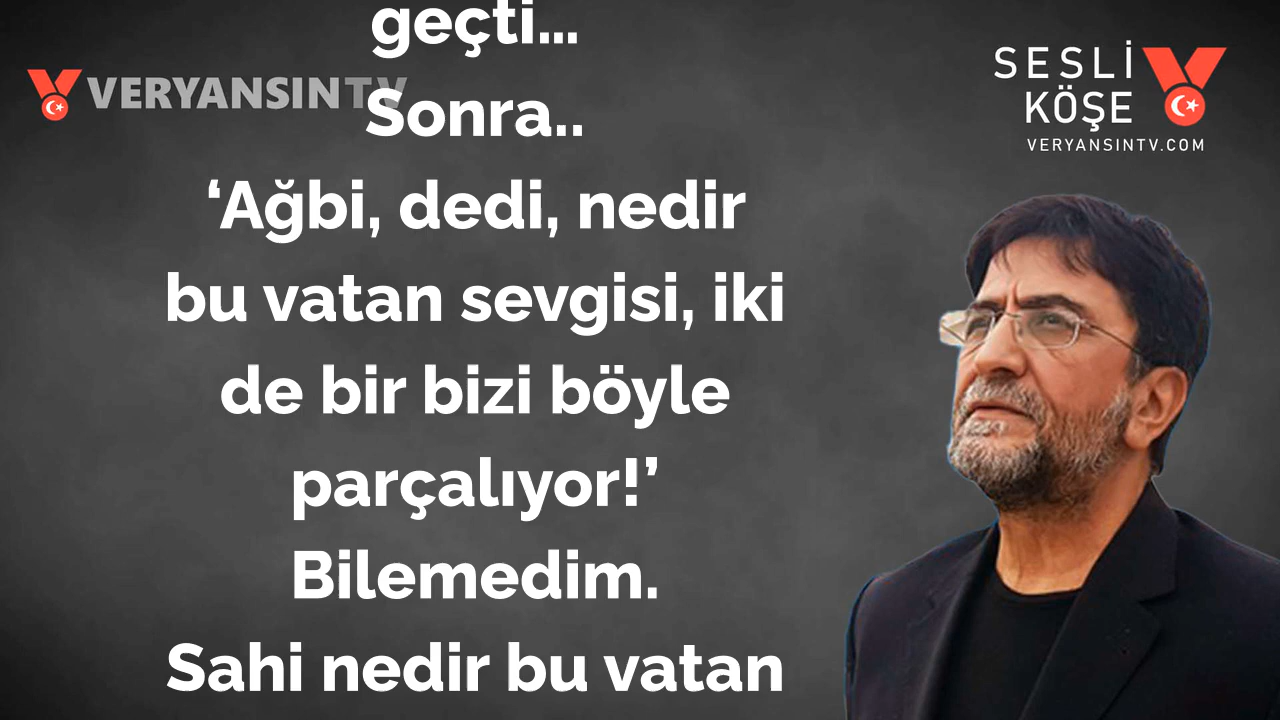 geçti...
VERYANSINTV
SESLİ
KÖŞE
VERYANSINTV.COM
Sonra..
‘Ağbi, dedi, nedir
bu vatan sevgisi, iki
de bir bizi böyle
parçalıyor!’
Bilemedim.
Sahi nedir bu vatan